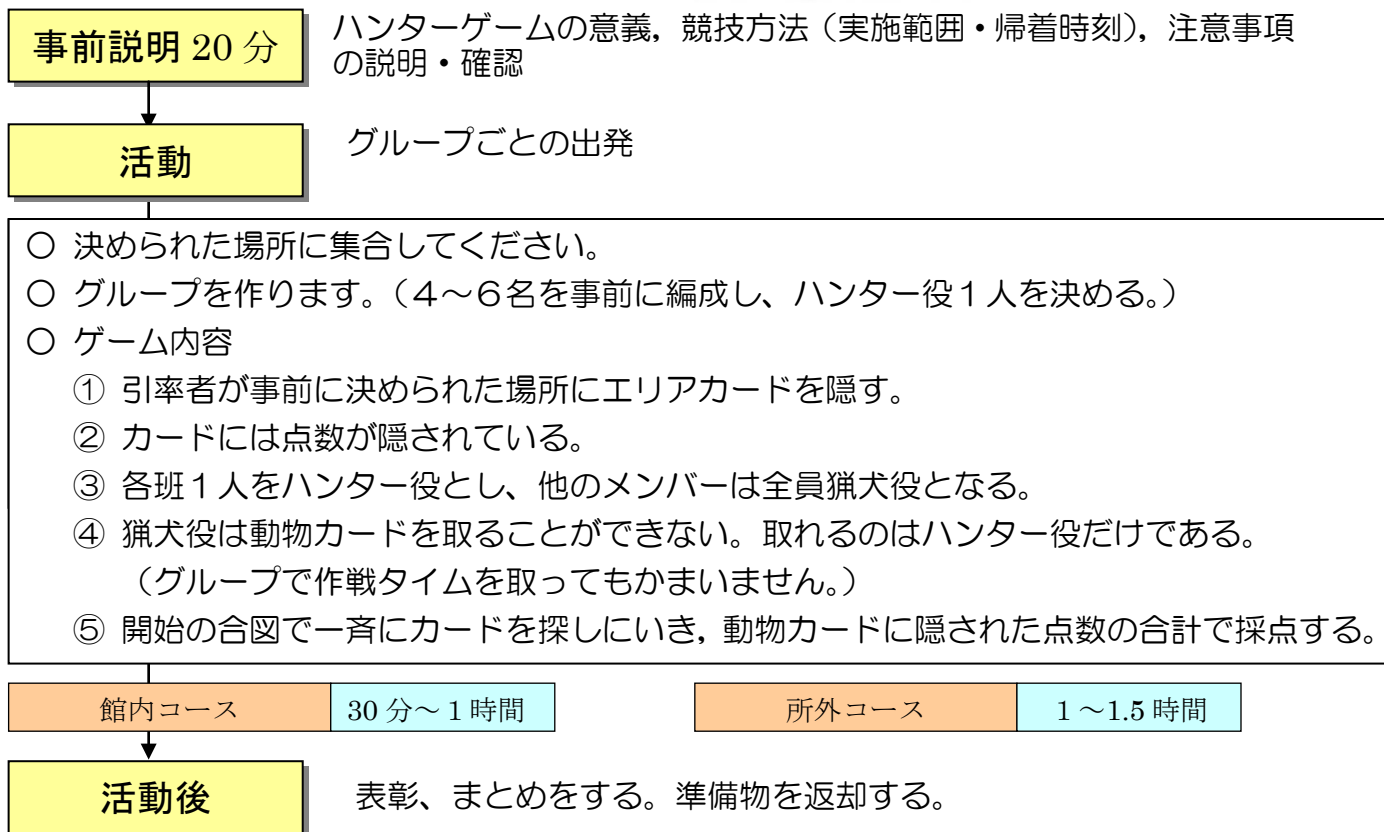 事前説明 20 分
ハンターゲームの意義，競技方法（実施範囲・帰着時刻），注意事項
の説明・確認
活動
グループごとの出発
○ 決められた場所に集合してください。
○ グループを作ります。（４～６名を事前に編成し、ハンター役１人を決める。）
○ ゲーム内容
① 引率者が事前に決められた場所にエリアカードを隠す。
② カードには点数が隠されている。
③ 各班１人をハンター役とし、他のメンバーは全員猟犬役となる。
④ 猟犬役は動物カードを取ることができない。取れるのはハンター役だけである。
（グループで作戦タイムを取ってもかまいません。）
⑤ 開始の合図で一斉にカードを探しにいき，動物カードに隠された点数の合計で採点する。
館内コース 30 分～１時間 所外コース １～1.5 時間
活動後
表彰、まとめをする。準備物を返却する。